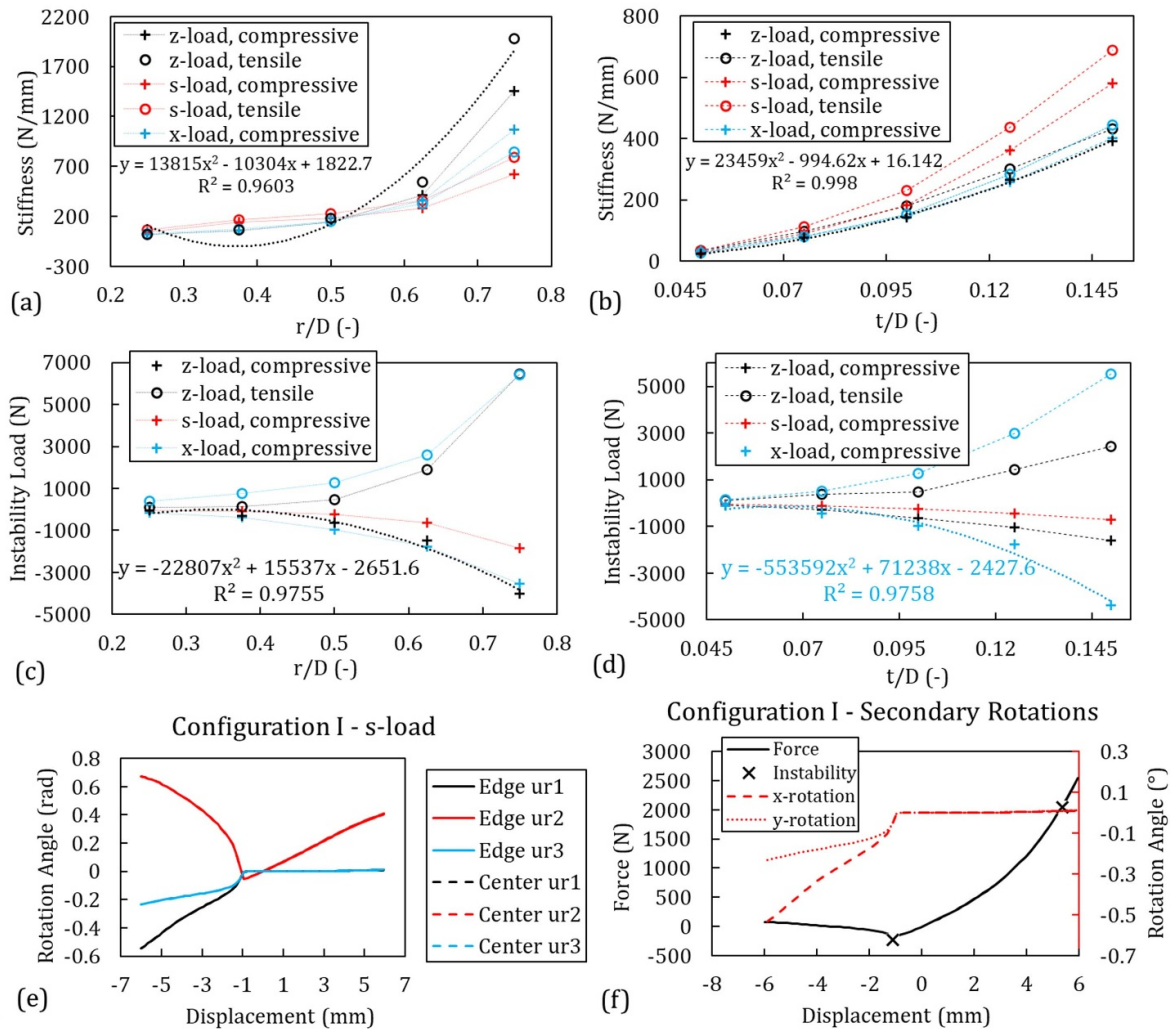 2200
1700
1200
700
200
-300
Stiffness (N/mm)
z-load, compressive
z-load, tensile
s-load, compressive
s-load, tensile
x-load, compressive
y = 13815x² - 10304x + 1822.7
R² = 0.9603
0.2 0.3 0.4 0.5 0.6 0.7 0.8
r/D (-)
(a)
800
600
400
200
0
Stiffness (N/mm)
z-load, compressive
z-load, tensile
s-load, compressive
s-load, tensile
x-load, compressive
y = 23459x² - 994.62x + 16.142
R² = 0.998
0.045 0.07 0.095 0.12 0.145
t/D (-)
(b)
7000
5000
3000
1000
-1000
-3000
-5000
Instability Load (N)
z-load, compressive
z-load, tensile
s-load, compressive
x-load, compressive
y = -22807x² + 15537x - 2651.6
R² = 0.9755
0.2 0.3 0.4 0.5 0.6 0.7 0.8
r/D (-)
(c)
5000
3000
1000
-1000
-3000
-5000
Instability Load (N)
z-load, compressive
z-load, tensile
s-load, compressive
x-load, compressive
y = -553592x² + 71238x - 2427.6
R² = 0.9758
0.045 0.07 0.095 0.12 0.145
t/D (-)
(d)
Configuration I - s-load
0.8
0.6
0.4
0.2
0
-0.2
-0.4
-0.6
Rotation Angle (rad)
-7 -5 -3 -1 1 3 5 7
Displacement (mm)
Edge ur1
Edge ur2
Edge ur3
Center ur1
Center ur2
Center ur3
(e)
Configuration I - Secondary Rotations
3000
2500
2000
1500
1000
500
0
-500
Force (N)
Force
Instability
x-rotation
y-rotation
0.3
0.1
-0.1
-0.3
-0.5
-0.7
Rotation Angle (°)
-8 -6 -4 -2 0 2 4 6
Displacement (mm)
(f)